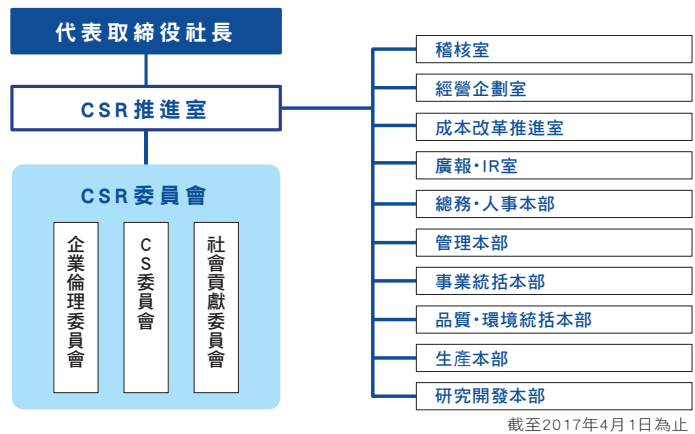 代表取締役社長
CSR推進室
CSR委員會
企業倫理委員會
CS委員會
社會貢獻委員會
稽核室
經營企劃室
成本改革推進室
廣報・IR室
總務・人事本部
管理本部
事業統括本部
品質・環境統括本部
生產本部
研究開發本部
截至2017年4月1日為止